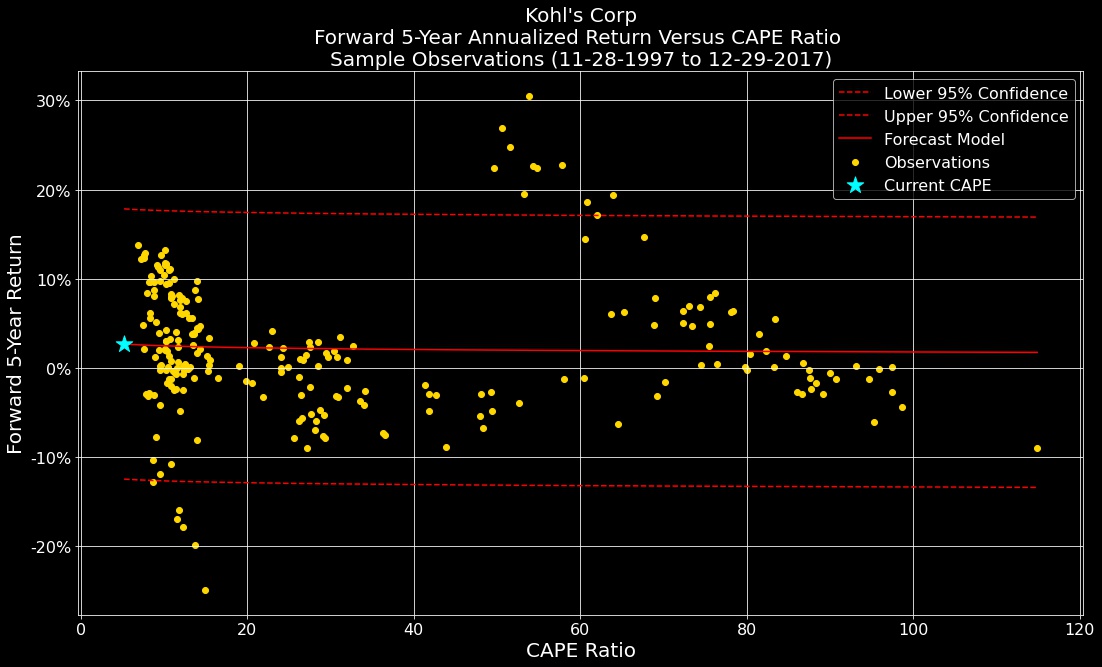 Kohl's Corp
Forward 5-Year Annualized Return Versus CAPE Ratio
Sample Observations (11-28-1997 to 12-29-2017)
Lower 95% Confidence
Upper 95% Confidence
Forecast Model
Observations
Current CAPE
Forward 5-Year Return
30%
20%
10%
0%
-10%
-20%
0 20 40 60 80 100 120
CAPE Ratio